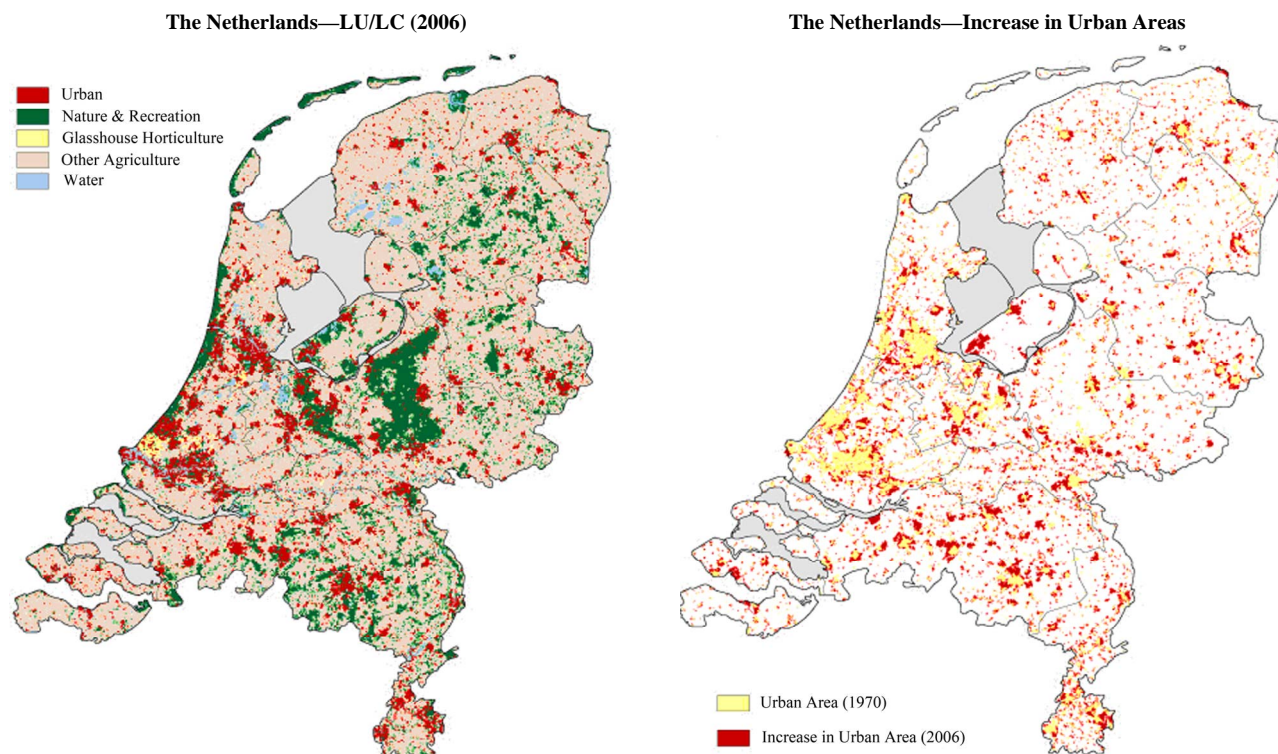 The Netherlands—LU/LC (2006)
Urban
Nature & Recreation
Glasshouse Horticulture
Other Agriculture
Water
The Netherlands—Increase in Urban Areas
Urban Area (1970)
Increase in Urban Area (2006)